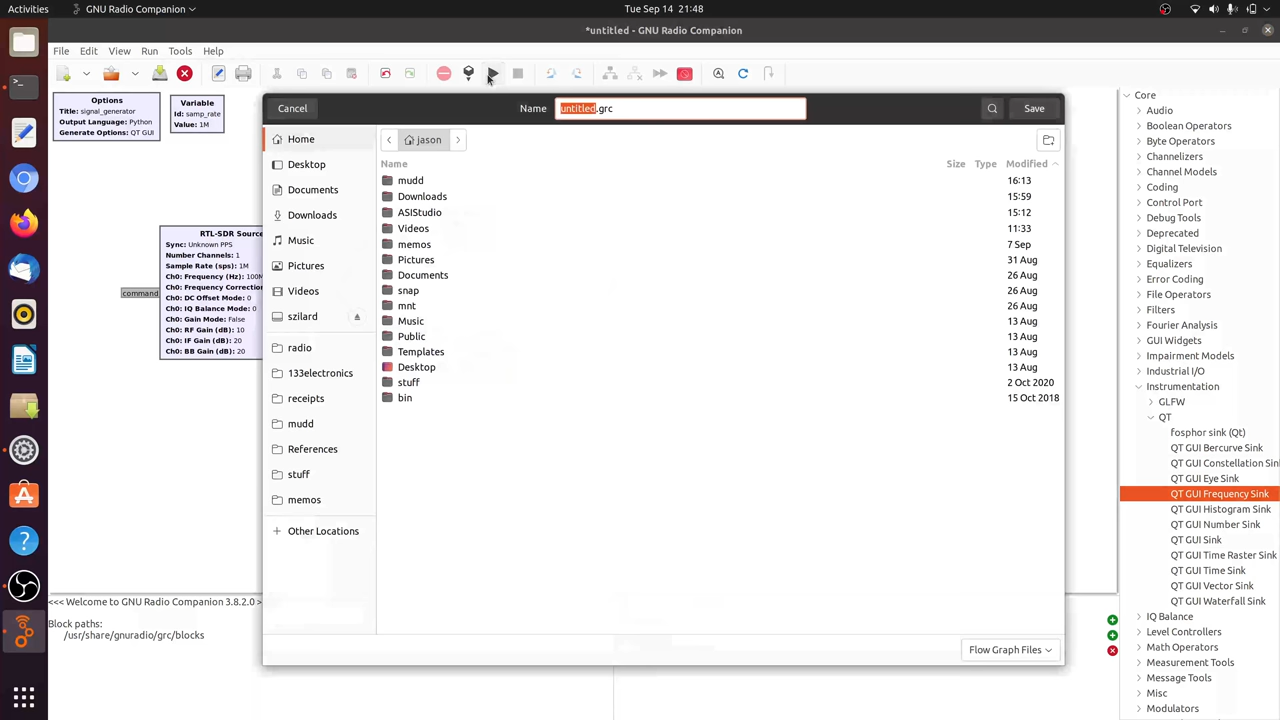 Activities
GNU Radio Companion
Tue Sep 14 21:48
*untitled - GNU Radio Companion
File Edit View Run Tools Help
Options
Title: signal_generator
Output Language: Python
Generate Options: QT GUI
Variable
Id: samp_rate
Value: 1M
RTL-SDR Source
Sync: Unknown PPS
Number Channels: 1
Sample Rate (sps): 1M
Ch0: Frequency (Hz): 100M
Ch0: Frequency Correction
Ch0: DC Offset Mode: 0
Ch0: IQ Balance Mode: 0
Ch0: Gain Mode: False
Ch0: RF Gain (dB): 10
Ch0: IF Gain (dB): 20
Ch0: BB Gain (dB): 20
command
Cancel
Name
untitled.grc
Save
Home
Desktop
Documents
Downloads
Music
Pictures
Videos
szilard
radio
133electronics
receipts
mudd
References
stuff
memos
Other Locations
jason
Name Size Type Modified
mudd 16:13
Downloads 15:59
ASIStudio 15:12
Videos 11:33
memos 7 Sep
Pictures 31 Aug
Documents 26 Aug
snap 26 Aug
mnt 26 Aug
Music 13 Aug
Public 13 Aug
Templates 13 Aug
Desktop 13 Aug
stuff 2 Oct 2020
bin 15 Oct 2018
Flow Graph Files
Core
Audio
Boolean Operators
Byte Operators
Channelizers
Channel Models
Coding
Control Port
Debug Tools
Deprecated
Digital Television
Equalizers
Error Coding
File Operators
Filters
Fourier Analysis
GUI Widgets
Impairment Models
Industrial I/O
Instrumentation
GLFW
QT
fosphor sink (Qt)
QT GUI Bercurve Sink
QT GUI Constellation Sin
QT GUI Eye Sink
QT GUI Frequency Sink
QT GUI Histogram Sink
QT GUI Number Sink
QT GUI Sink
QT GUI Time Raster Sink
QT GUI Time Sink
QT GUI Vector Sink
QT GUI Waterfall Sink
IQ Balance
Level Controllers
Math Operators
Measurement Tools
Message Tools
Misc
Modulators
<<< Welcome to GNU Radio Companion 3.8.2.0 >
Block paths:
/usr/share/gnuradio/grc/blocks